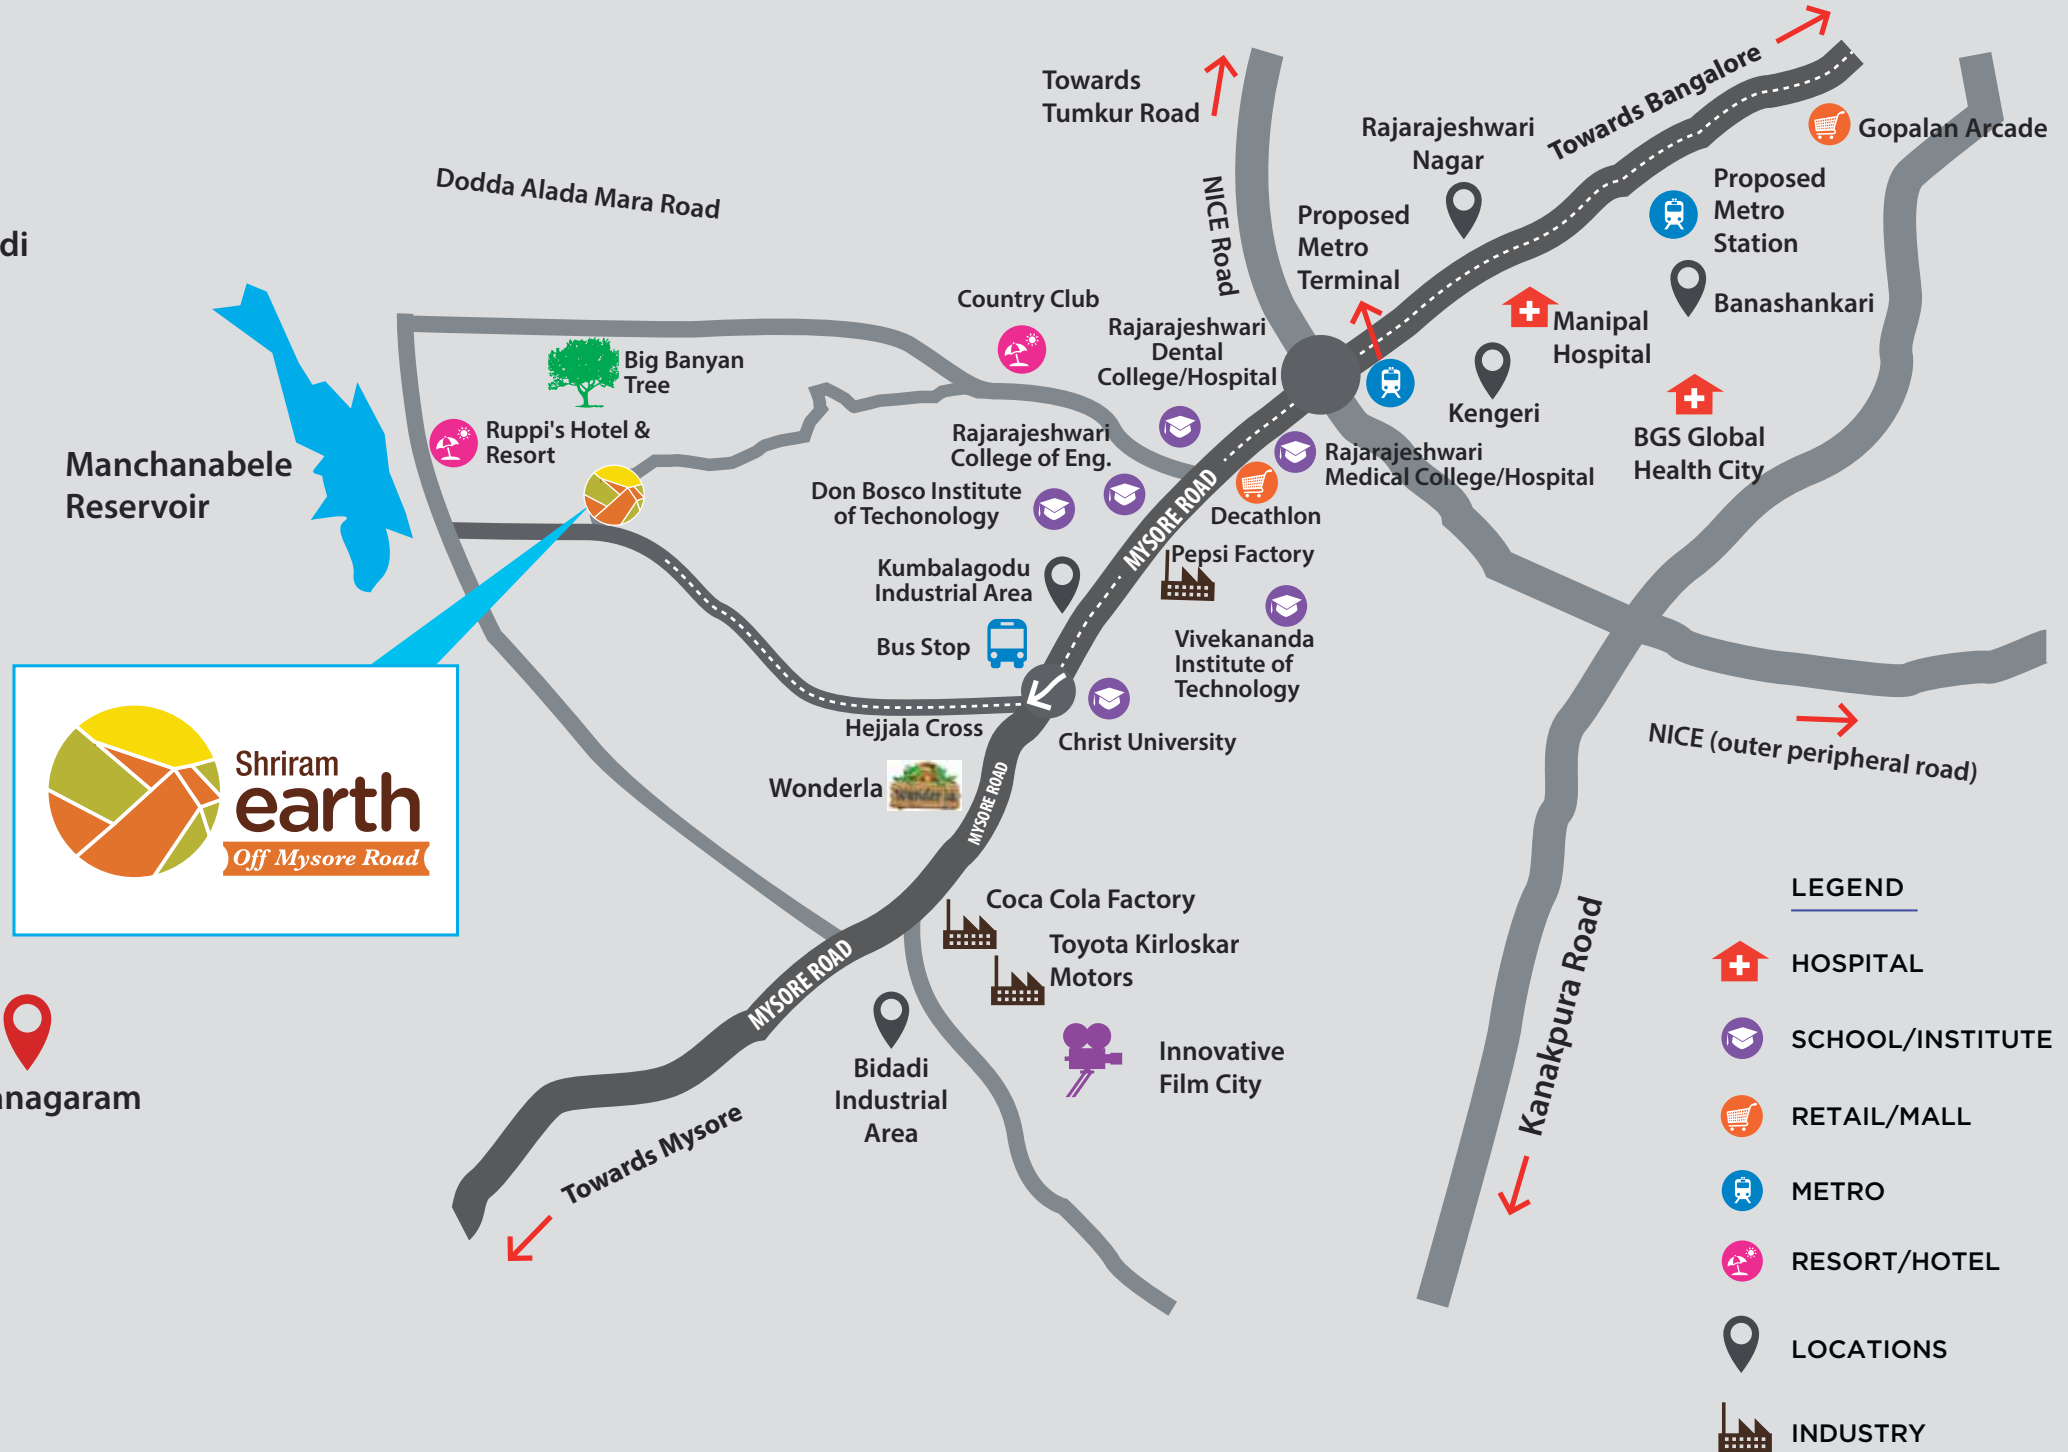 Towards
Tumkur Road
NICE Road
Towards Bangalore
Gopalan Arcade
Rajarajeshwari
Nagar
Proposed
Metro
Station
Proposed
Metro
Terminal
Dodda Alada Mara Road
di
Banashankari
Manipal
Hospital
Kengeri
BGS Global
Health City
Country Club
Rajarajeshwari
Dental
College/Hospital
Big Banyan
Tree
Ruppi's Hotel &
Resort
Manchanabele
Reservoir
Rajarajeshwari
College of Eng.
Rajarajeshwari
Medical College/Hospital
Don Bosco Institute
of Techonology
Decathlon
MYSORE ROAD
Pepsi Factory
Kumbalagodu
Industrial Area
Bus Stop
Vivekananda
Institute of
Technology
Hejjala Cross
Christ University
NICE (outer peripheral road)
Wonderla
Wonderla
MYSORE ROAD
Shriram
earth
Off Mysore Road
Coca Cola Factory
Toyota Kirloskar
Motors
MYSORE ROAD
Kanakpura Road
anagaram
Bidadi
Industrial
Area
Innovative
Film City
Towards Mysore
LEGEND
HOSPITAL
SCHOOL/INSTITUTE
RETAIL/MALL
METRO
RESORT/HOTEL
LOCATIONS
INDUSTRY